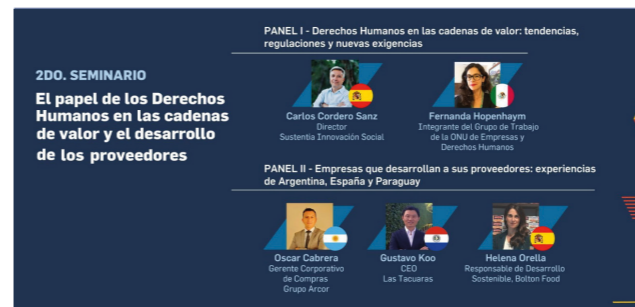 2DO. SEMINARIO
El papel de los Derechos
Humanos en las cadenas
de valor y el desarrollo
de los proveedores
PANEL I - Derechos Humanos en las cadenas de valor: tendencias,
regulaciones y nuevas exigencias
Carlos Cordero Sanz
Director
Sustentia Innovación Social
Fernanda Hopenhaym
Integrante del Grupo de Trabajo
de la ONU de Empresas y
Derechos Humanos
PANEL II - Empresas que desarrollan a sus proveedores: experiencias
de Argentina, España y Paraguay
Oscar Cabrera
Gerente Corporativo
de Compras
Grupo Arcor
Gustavo Koo
CEO
Las Tacuaras
Helena Orella
Responsable de Desarrollo
Sostenible, Bolton Food